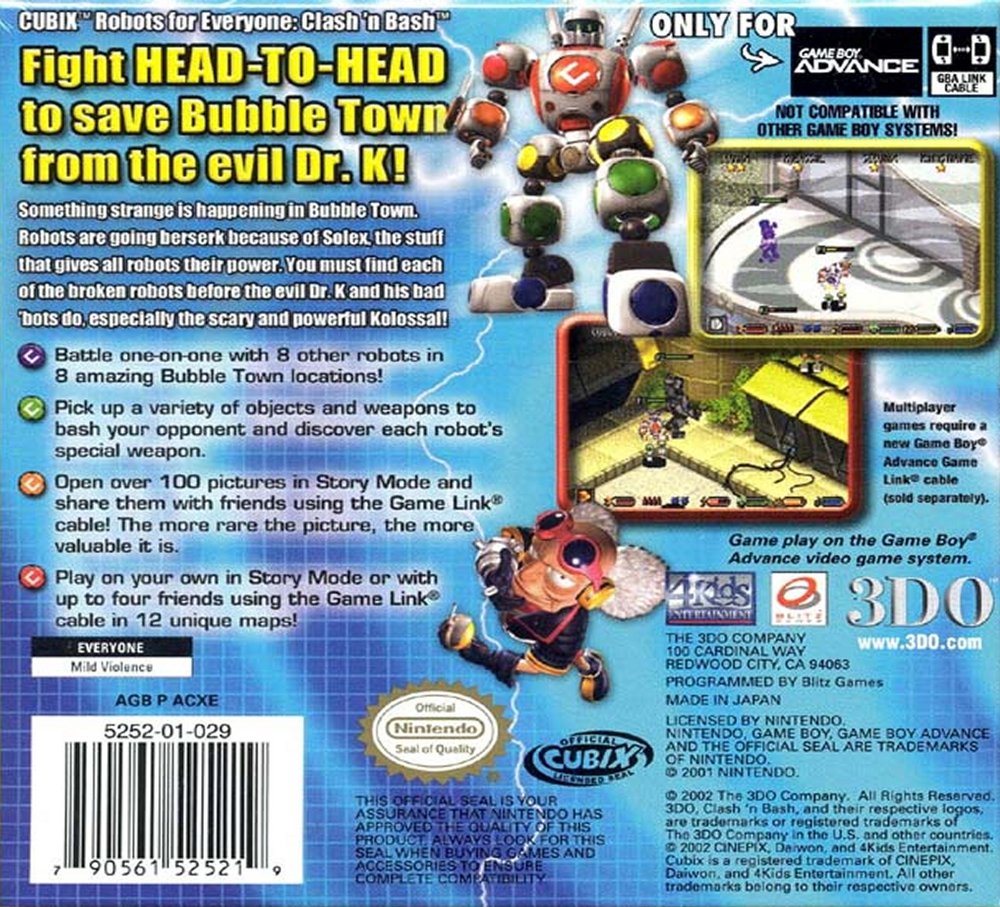 CUBIX™ Robots for Everyone: Clash 'n Bash™
Fight HEAD-TO-HEAD
to save Bubble Town
from the evil Dr. K!
Something strange is happening in Bubble Town.
Robots are going berserk because of Solex, the stuff
that gives all robots their power. You must find each
of the broken robots before the evil Dr. K and his bad
'bots do, especially the scary and powerful Kolossal!
Battle one-on-one with 8 other robots in
8 amazing Bubble Town locations!
Pick up a variety of objects and weapons to
bash your opponent and discover each robot's
special weapon.
Open over 100 pictures in Story Mode and
share them with friends using the Game Link®
cable! The more rare the picture, the more
valuable it is.
Play on your own in Story Mode or with
up to four friends using the Game Link®
cable in 12 unique maps!
EVERYONE
Mild Violence
AGB P ACXE
5252-01-029
7 90561 52521 9
ONLY FOR
GAME BOY
ADVANCE
GBA LINK
CABLE
NOT COMPATIBLE WITH
OTHER GAME BOY SYSTEMS!
Multiplayer
games require a
new Game Boy®
Advance Game
Link® cable
(sold separately).
Game play on the Game Boy®
Advance video game system.
4Kids
ENTERTAINMENT
BLITZ
GAMES
3DO™
www.3DO.com
THE 3DO COMPANY
100 CARDINAL WAY
REDWOOD CITY, CA 94063
PROGRAMMED BY Blitz Games
MADE IN JAPAN
LICENSED BY NINTENDO.
NINTENDO, GAME BOY, GAME BOY ADVANCE
AND THE OFFICIAL SEAL ARE TRADEMARKS
OF NINTENDO.
© 2001 NINTENDO.
© 2002 The 3DO Company. All Rights Reserved.
3DO, Clash 'n Bash, and their respective logos,
are trademarks or registered trademarks of
The 3DO Company in the U.S. and other countries.
© 2002 CINEPIX, Daiwon, and 4Kids Entertainment.
Cubix is a registered trademark of CINEPIX,
Daiwon, and 4Kids Entertainment. All other
trademarks belong to their respective owners.
Official
Nintendo
Seal of Quality
OFFICIAL
CUBIX
LICENSED SEAL
THIS OFFICIAL SEAL IS YOUR
ASSURANCE THAT NINTENDO HAS
APPROVED THE QUALITY OF THIS
PRODUCT. ALWAYS LOOK FOR THIS
SEAL WHEN BUYING GAMES AND
ACCESSORIES TO ENSURE
COMPLETE COMPATIBILITY.